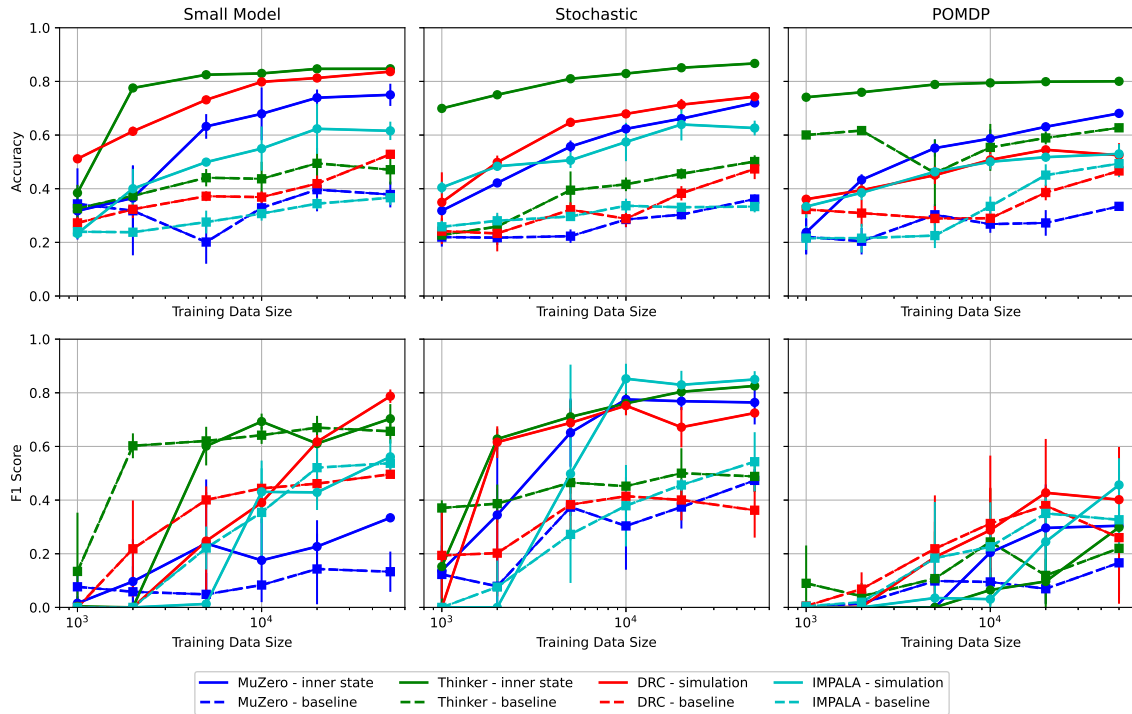 Small Model
Stochastic
POMDP
1.0
0.8
0.6
0.4
0.2
0.0
Accuracy
Training Data Size
Training Data Size
Training Data Size
1.0
0.8
0.6
0.4
0.2
0.0
F1 Score
10³
10⁴
10³
10⁴
10³
10⁴
Training Data Size
Training Data Size
Training Data Size
MuZero - inner state
Thinker - inner state
DRC - simulation
IMPALA - simulation
MuZero - baseline
Thinker - baseline
DRC - baseline
IMPALA - baseline